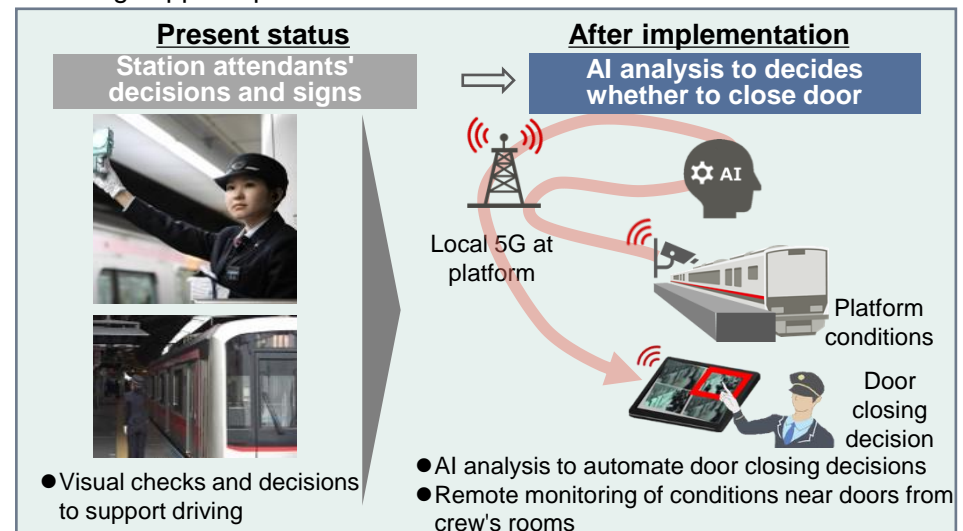 Present status
Station attendants'
decisions and signs
After implementation
AI analysis to decides
whether to close door
AI
Local 5G at
platform
Platform
conditions
Door
closing
decision
●Visual checks and decisions
to support driving
●AI analysis to automate door closing decisions
●Remote monitoring of conditions near doors from
crew's rooms